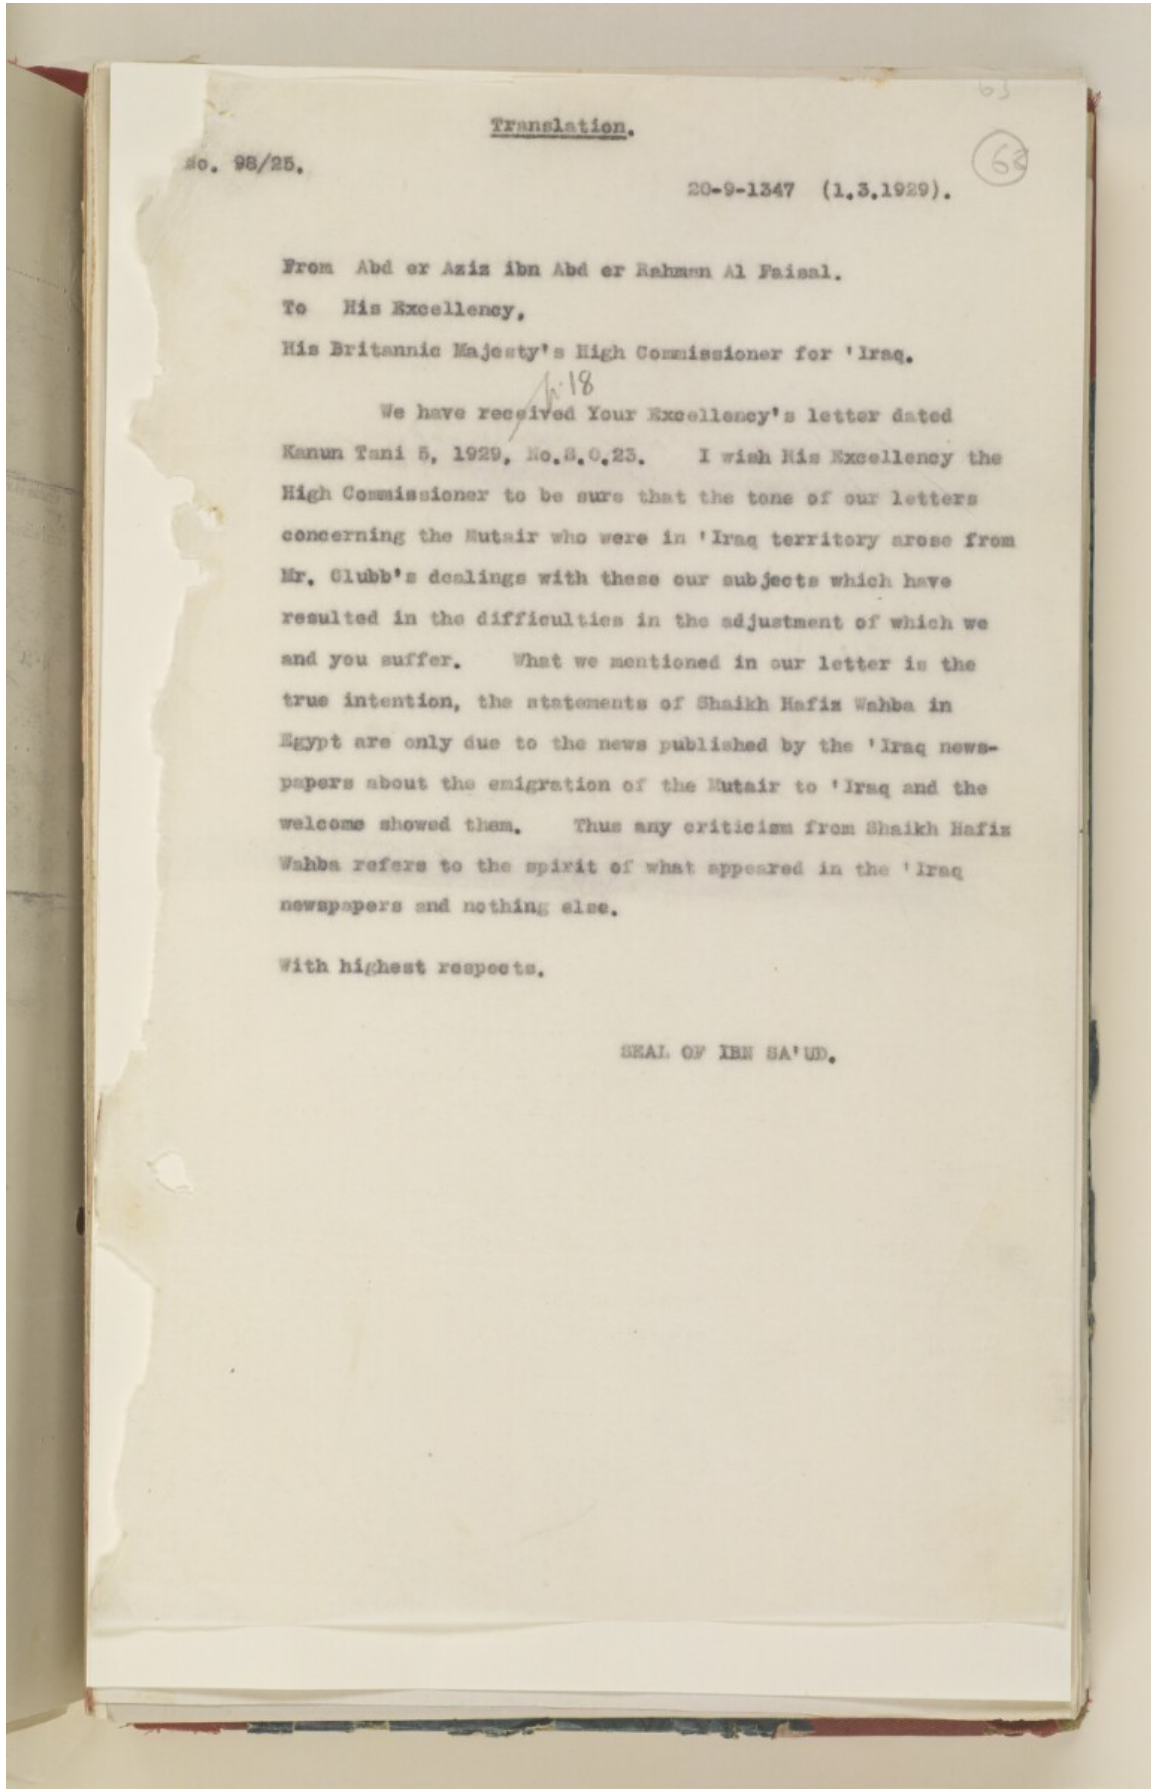 63
Translation.
No. 98/25.
68
20-9-1347 (1.3.1929).
From Abd er Aziz ibn Abd er Rahman Al Faisal.
To His Excellency,
His Britannic Majesty's High Commissioner for 'Iraq.
p.18
We have received Your Excellency's letter dated
Kanun Tani 5, 1929, No.S.O.23. I wish His Excellency the
High Commissioner to be sure that the tone of our letters
concerning the Mutair who were in 'Iraq territory arose from
Mr. Glubb's dealings with these our subjects which have
resulted in the difficulties in the adjustment of which we
and you suffer. What we mentioned in our letter is the
true intention, the statements of Shaikh Hafiz Wahba in
Egypt are only due to the news published by the 'Iraq news-
papers about the emigration of the Mutair to 'Iraq and the
welcome showed them. Thus any criticism from Shaikh Hafiz
Wahba refers to the spirit of what appeared in the 'Iraq
newspapers and nothing else.
With highest respects.
SEAL OF IBN SA'UD.